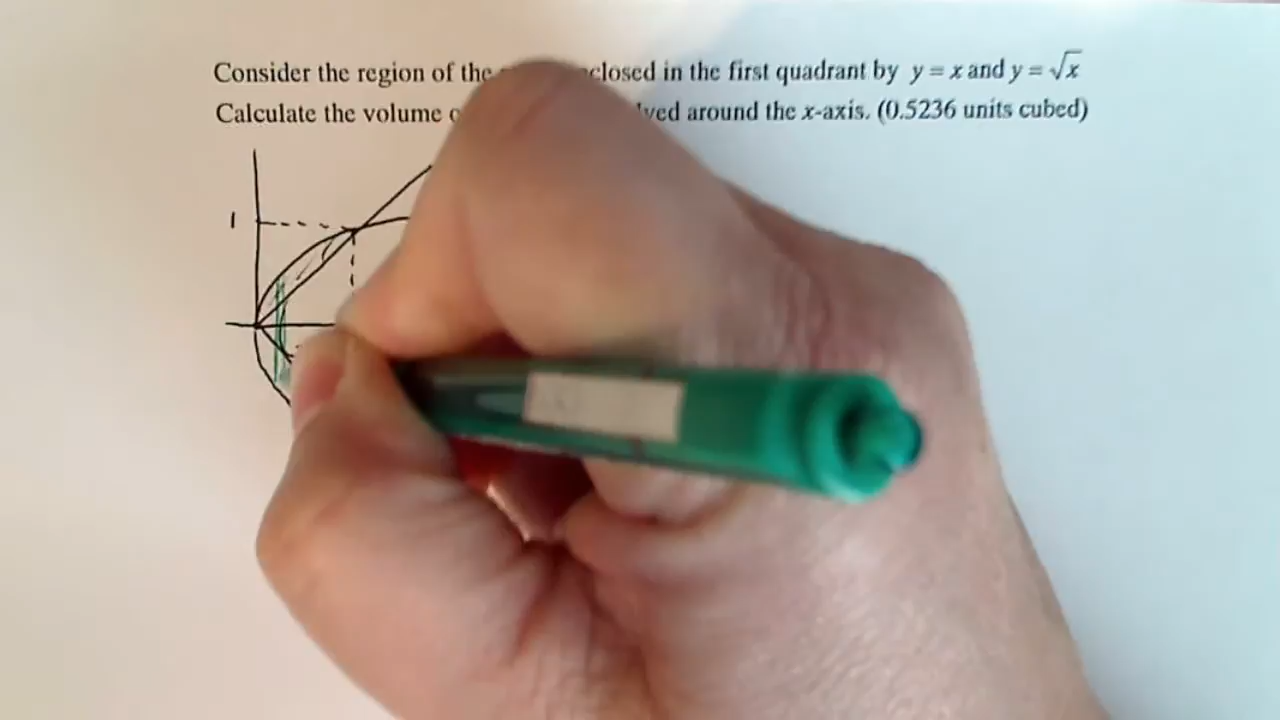 Consider the region of the closed in the first quadrant by y = x and y = √x
Calculate the volume around the x-axis. (0.5236 units cubed)
1